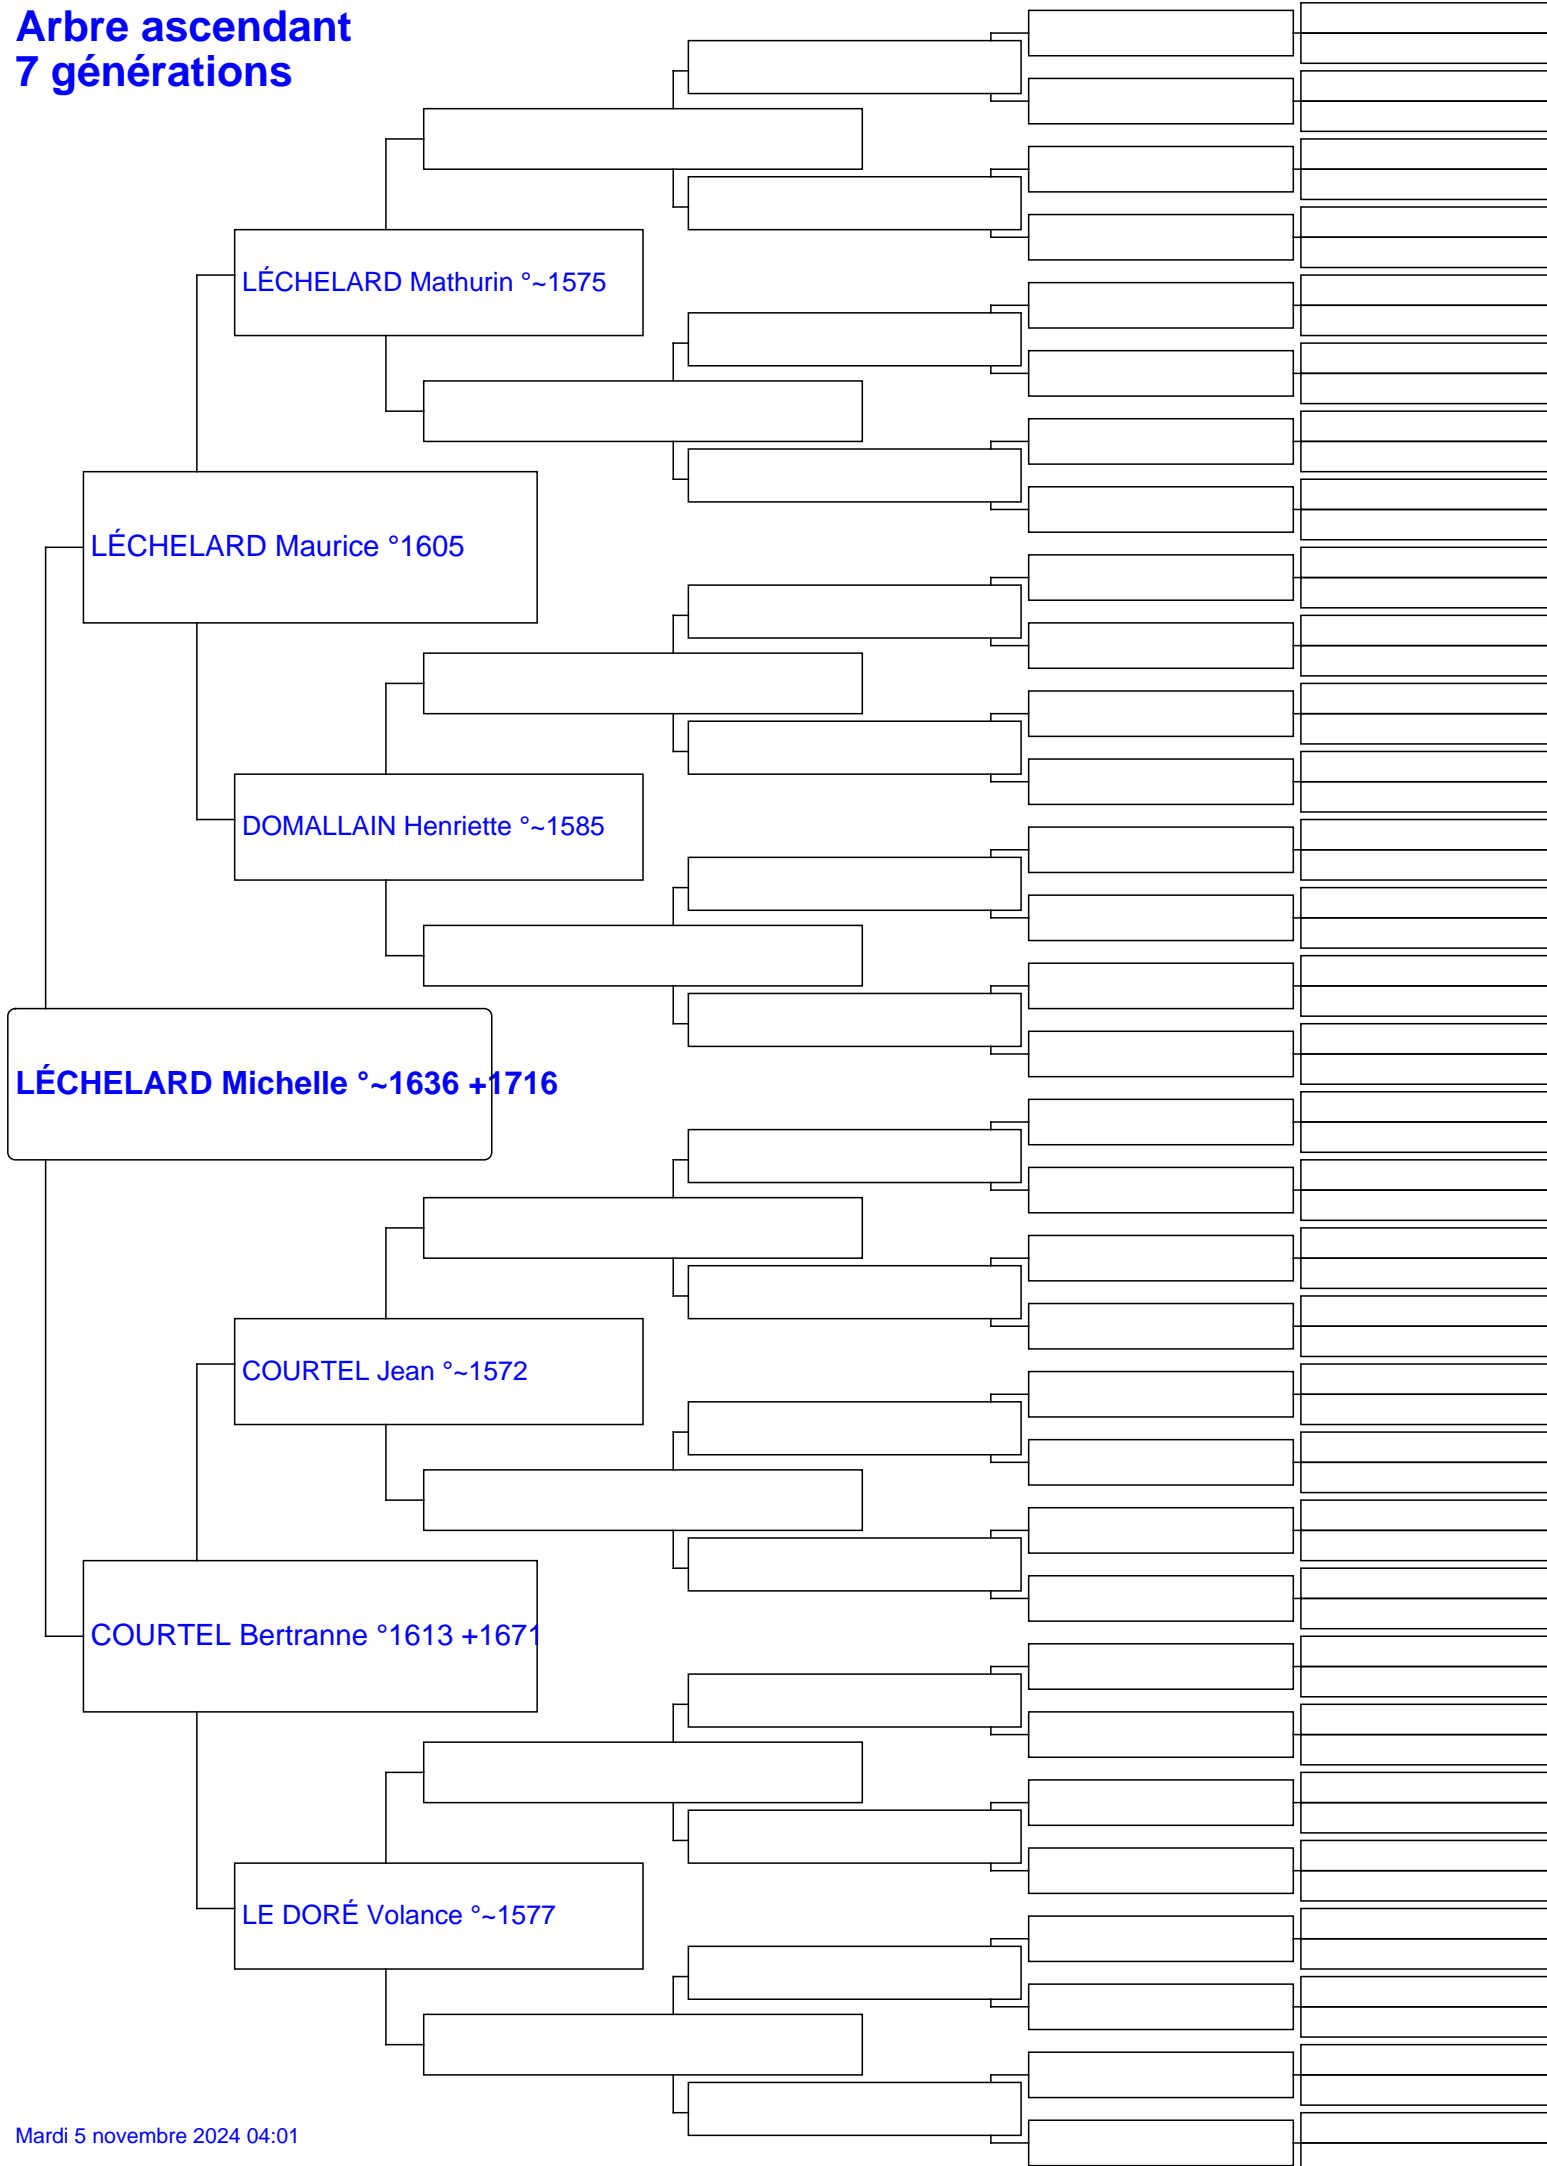 Arbre ascendant
7 générations
LÉCHELARD Mathurin °~1575
LÉCHELARD Maurice °1605
DOMALLAIN Henriette °~1585
LÉCHELARD Michelle °~1636 +1716
COURTEL Jean °~1572
COURTEL Bertranne °1613 +1671
LE DORÉ Volance °~1577
Mardi 5 novembre 2024 04:01